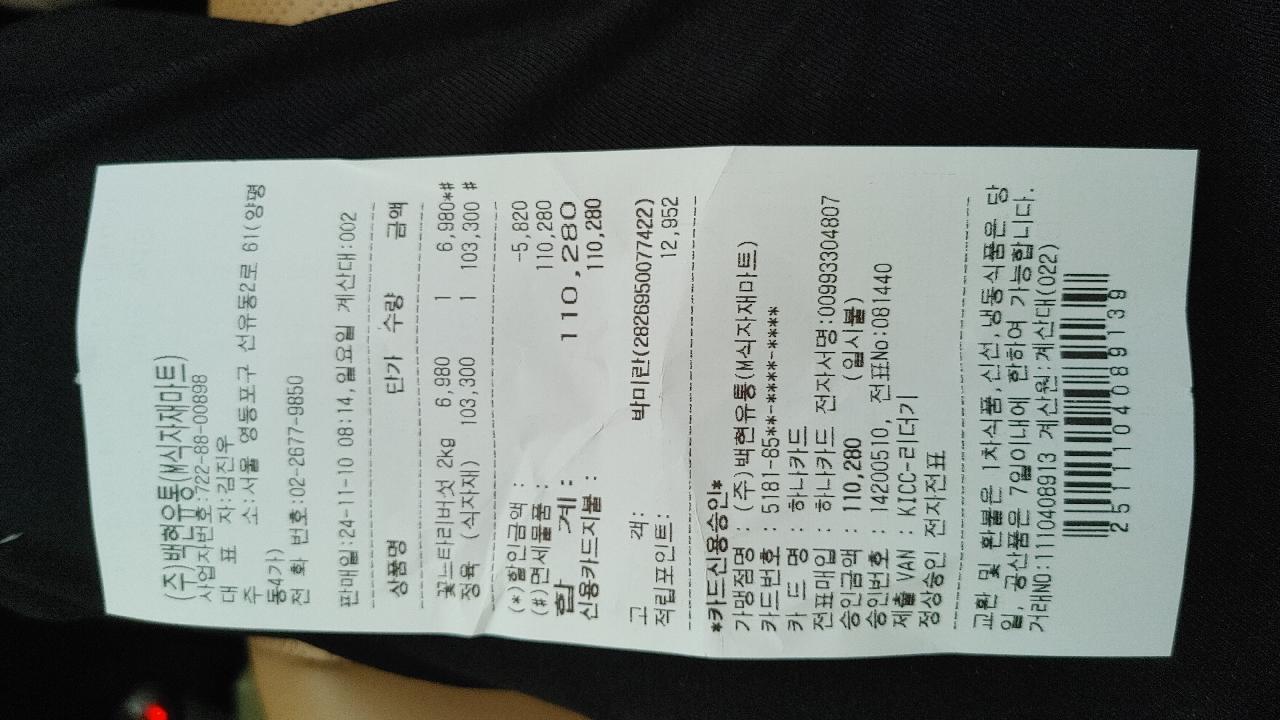 (주)백현유통(M식자재마트)
사업자번호:722-88-00898
대 표 자:김진우
주 소:서울 영등포구 선유동2로 61(양평
동4가)
전 화 번호:02-2677-9850
판매일:24-11-10 08:14,일요일 계산대:002
상품명 단가 수량 금액
꽃느타리버섯 2kg 6,980 1 6,980*#
정육 (식자재) 103,300 1 103,300 #
(*)할인금액 : -5,820
(#)면세물품 : 110,280
합 계 : 110,280
신용카드지불 : 110,280
고 객: 박미란(2826950077422)
적립포인트: 12,952
*카드신용승인*
가맹점명 : (주)백현유통(M식자재마트)
카드번호 : 5181-85**-****-****
카 드 명 : 하나카드
전표매입 : 하나카드 전자서명:00993304807
승인금액 : 110,280 (일시불)
승인번호 : 14200510, 전표No:081440
제출 VAN : KICC-리더기
정상승인 전자전표
교환 및 환불은 1차식품,신선,냉동식품은 당
일, 공산품은 7일이내에 한하여 가능합니다.
거래NO:1110408913 계산원:계산대(022)
2511104089139